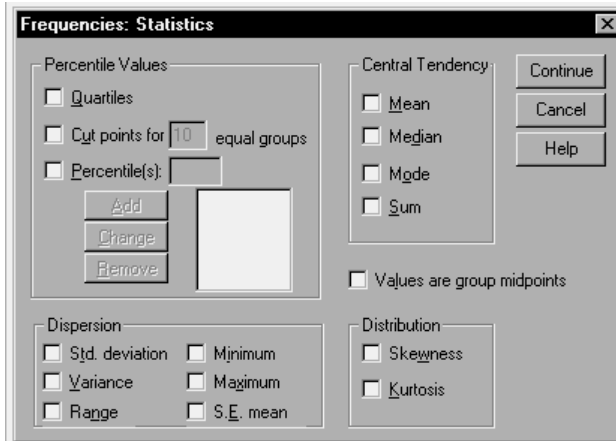 Frequencies: Statistics
Percentile Values
Quartiles
Cut points for 10 equal groups
Percentile(s):
Add
Change
Remove
Central Tendency
Mean
Median
Mode
Sum
Continue
Cancel
Help
Values are group midpoints
Dispersion
Std. deviation
Minimum
Variance
Maximum
Range
S.E. mean
Distribution
Skewness
Kurtosis